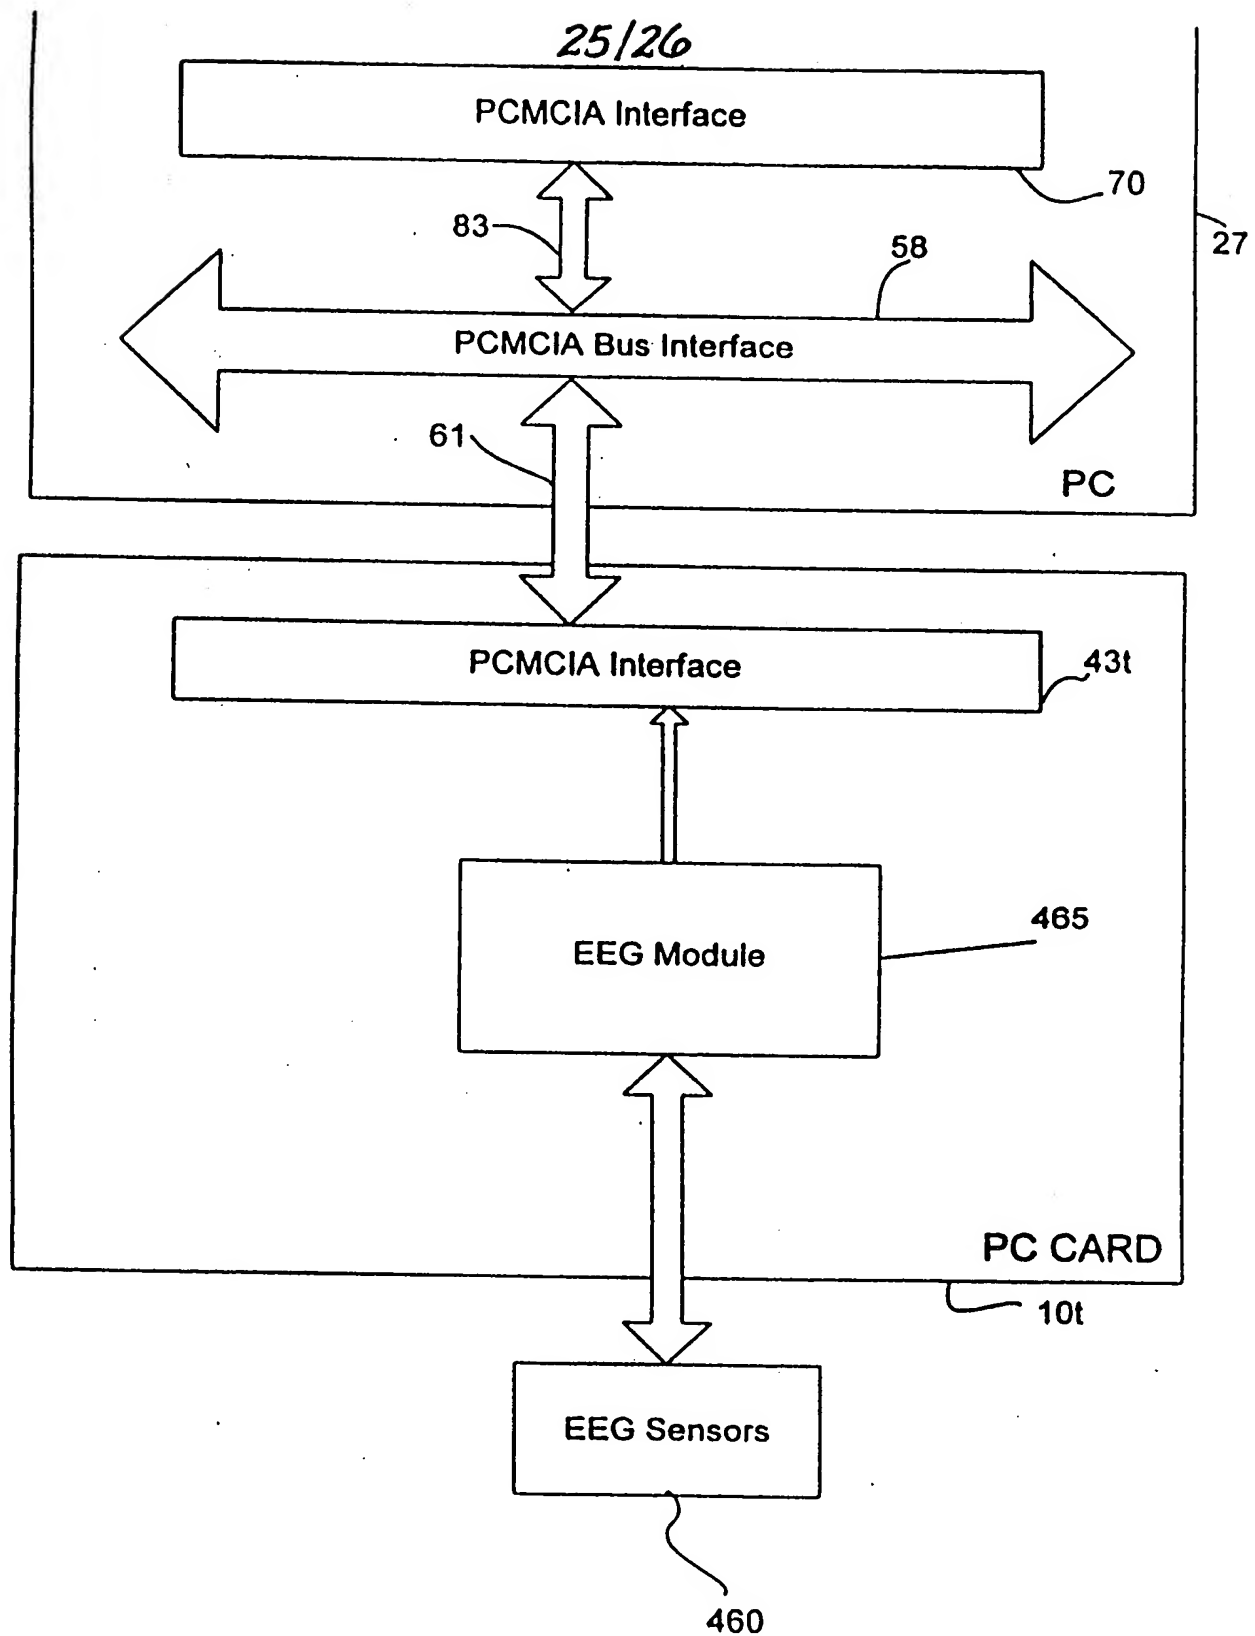 25/26
PCMCIA Interface
70
83
27
58
PCMCIA Bus Interface
61
PC
PCMCIA Interface
43t
465
EEG Module
PC CARD
10t
EEG Sensors
460